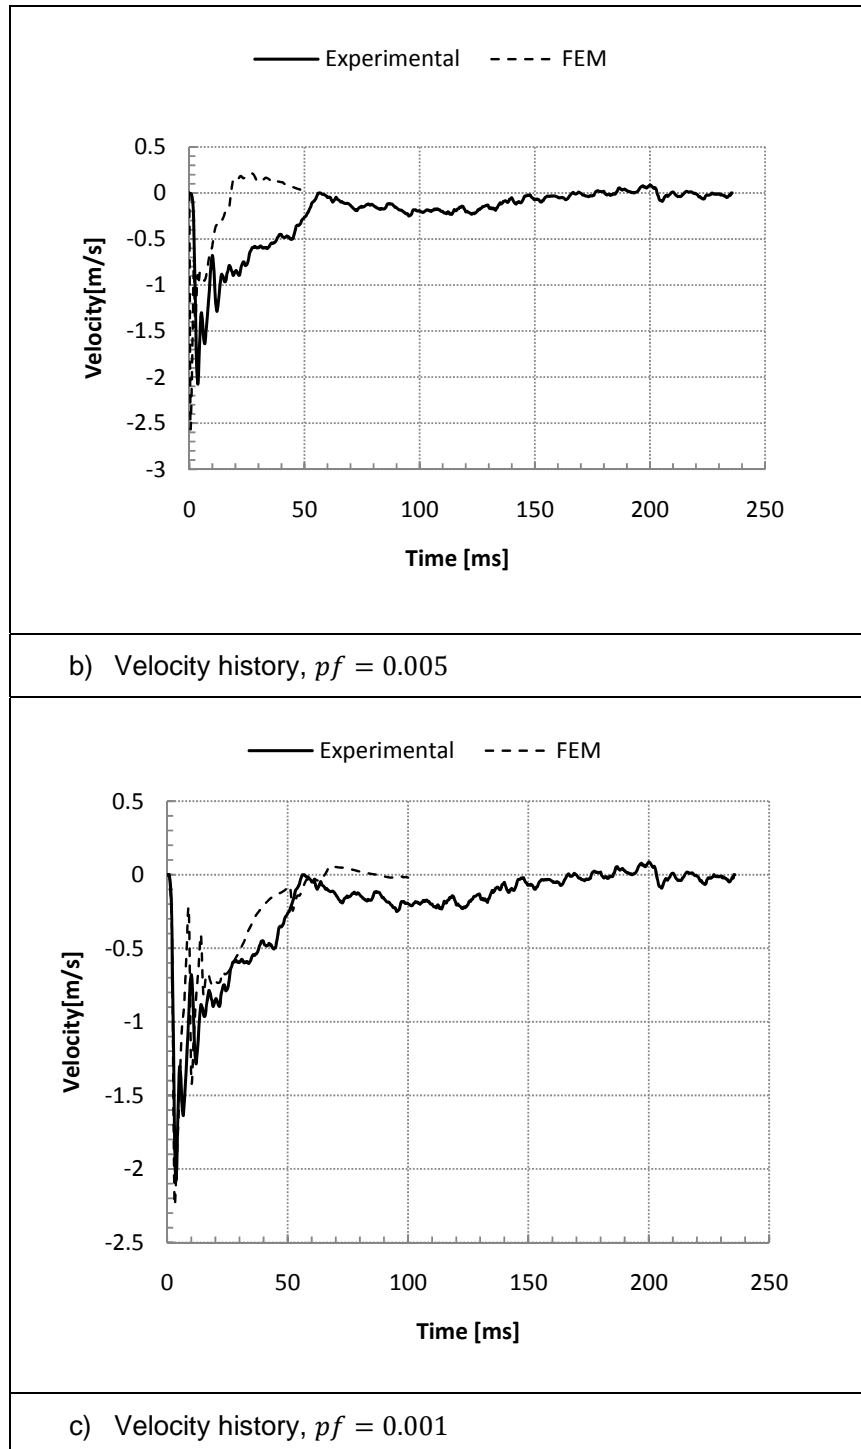 Experimental FEM
0.5
0
-0.5
-1
-1.5
-2
-2.5
-3
Velocity[m/s]
0 50 100 150 200 250
Time [ms]
b) Velocity history, 𝑝𝑓 = 0.005
Experimental FEM
0.5
0
-0.5
-1
-1.5
-2
-2.5
Velocity[m/s]
0 50 100 150 200 250
Time [ms]
c) Velocity history, 𝑝𝑓 = 0.001